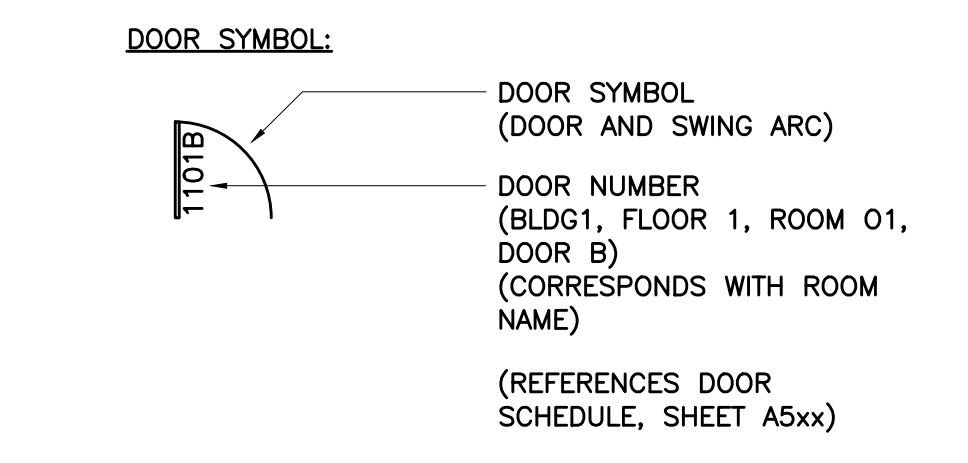 DOOR SYMBOL:
DOOR SYMBOL
(DOOR AND SWING ARC)
1101B
DOOR NUMBER
(BLDG1, FLOOR 1, ROOM O1,
DOOR B)
(CORRESPONDS WITH ROOM
NAME)
(REFERENCES DOOR
SCHEDULE, SHEET A5xx)